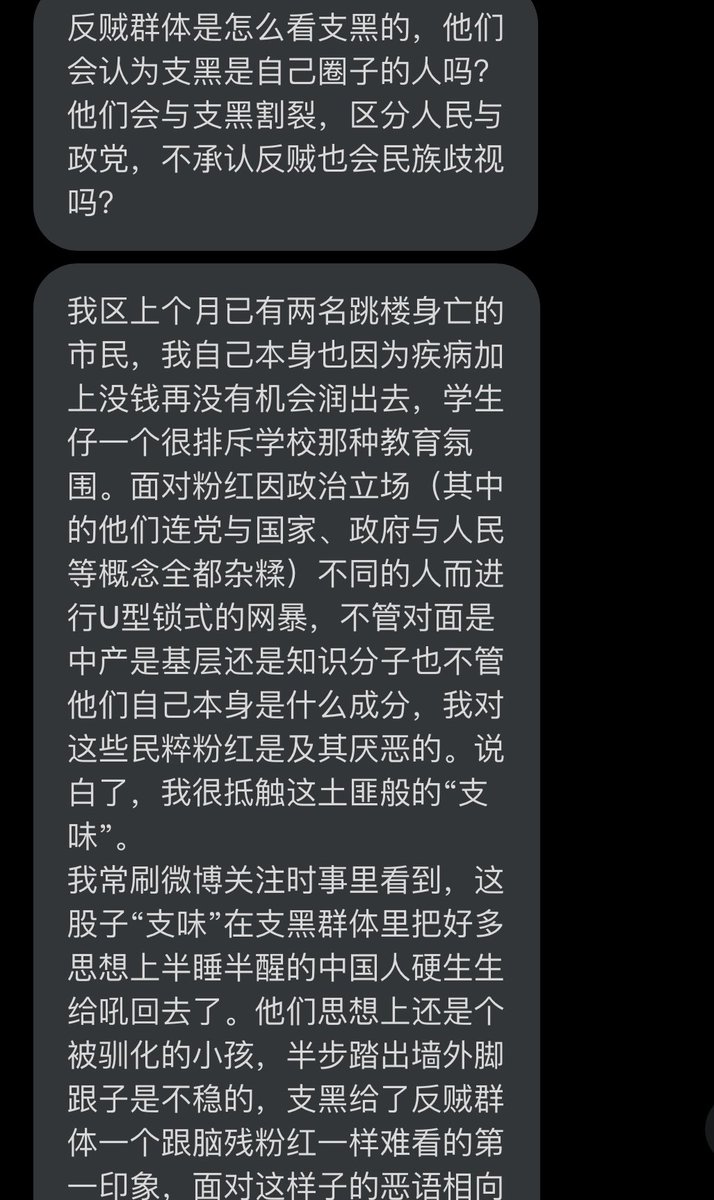 反贼群体是怎么看支黑的，他们
会认为支黑是自己圈子的人吗？
他们会与支黑割裂，区分人民与
政党，不承认反贼也会民族歧视
吗？
我区上个月已有两名跳楼身亡的
市民，我自己本身也因为疾病加
上没钱再没有机会润出去，学生
仔一个很排斥学校那种教育氛
围。面对粉红因政治立场（其中
的他们连党与国家、政府与人民
等概念全都杂糅）不同的人而进
行U型锁式的网暴，不管对面是
中产是基层还是知识分子也不管
他们自己本身是什么成分，我对
这些民粹粉红是及其厌恶的。说
白了，我很抵触这土匪般的“支
味”。
我常刷微博关注时事里看到，这
股子“支味”在支黑群体里把好多
思想上半睡半醒的中国人硬生生
给吼回去了。他们思想上还是个
被驯化的小孩，半步踏出墙外脚
跟子是不稳的，支黑给了反贼群
体一个跟脑残粉红一样难看的第
一印象，面对这样子的恶语相向